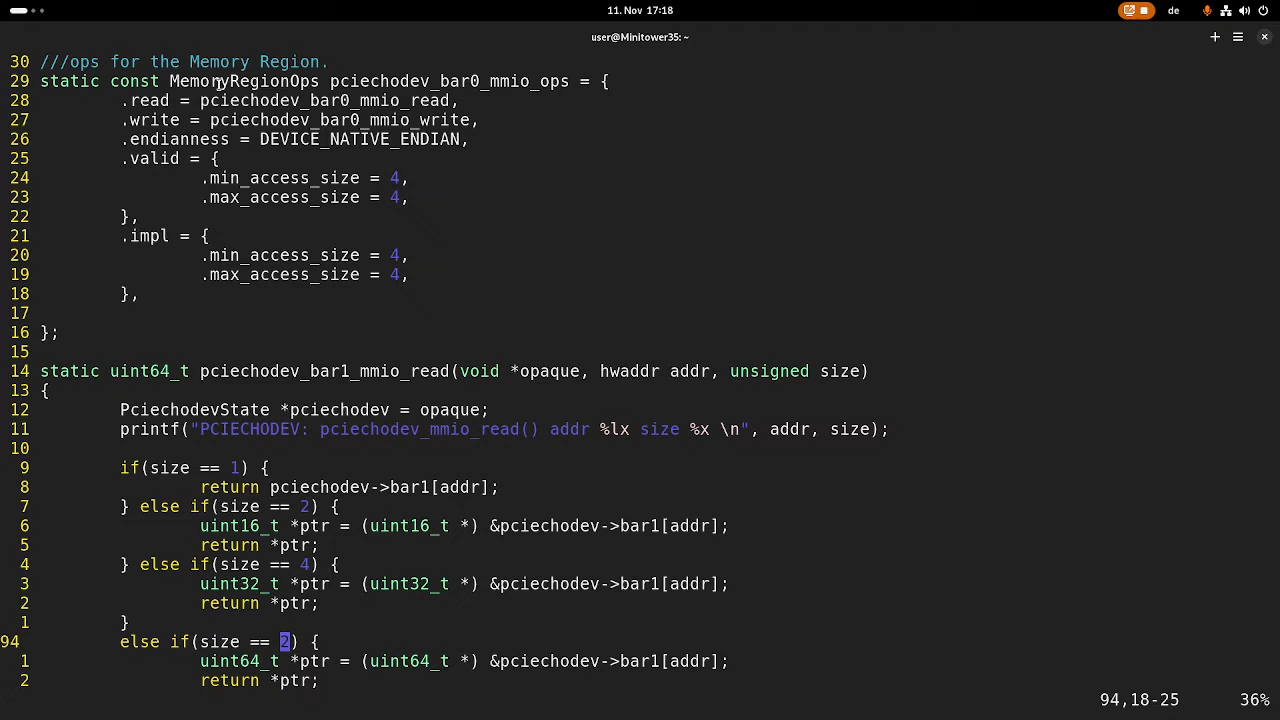 11. Nov 17:18
de
user@Minitower35: ~
30 ///ops for the Memory Region.
29 static const MemoryRegionOps pciechodev_bar0_mmio_ops = {
28         .read = pciechodev_bar0_mmio_read,
27         .write = pciechodev_bar0_mmio_write,
26         .endianness = DEVICE_NATIVE_ENDIAN,
25         .valid = {
24                 .min_access_size = 4,
23                 .max_access_size = 4,
22         },
21         .impl = {
20                 .min_access_size = 4,
19                 .max_access_size = 4,
18         },
17
16 };
15
14 static uint64_t pciechodev_bar1_mmio_read(void *opaque, hwaddr addr, unsigned size)
13 {
12         PciechodevState *pciechodev = opaque;
11         printf("PCIECHODEV: pciechodev_mmio_read() addr %lx size %x \n", addr, size);
10
9         if(size == 1) {
8                 return pciechodev->bar1[addr];
7         } else if(size == 2) {
6                 uint16_t *ptr = (uint16_t *) &pciechodev->bar1[addr];
5                 return *ptr;
4         } else if(size == 4) {
3                 uint32_t *ptr = (uint32_t *) &pciechodev->bar1[addr];
2                 return *ptr;
1         }
94         else if(size == 2) {
1                 uint64_t *ptr = (uint64_t *) &pciechodev->bar1[addr];
2                 return *ptr;
94,18-25 36%